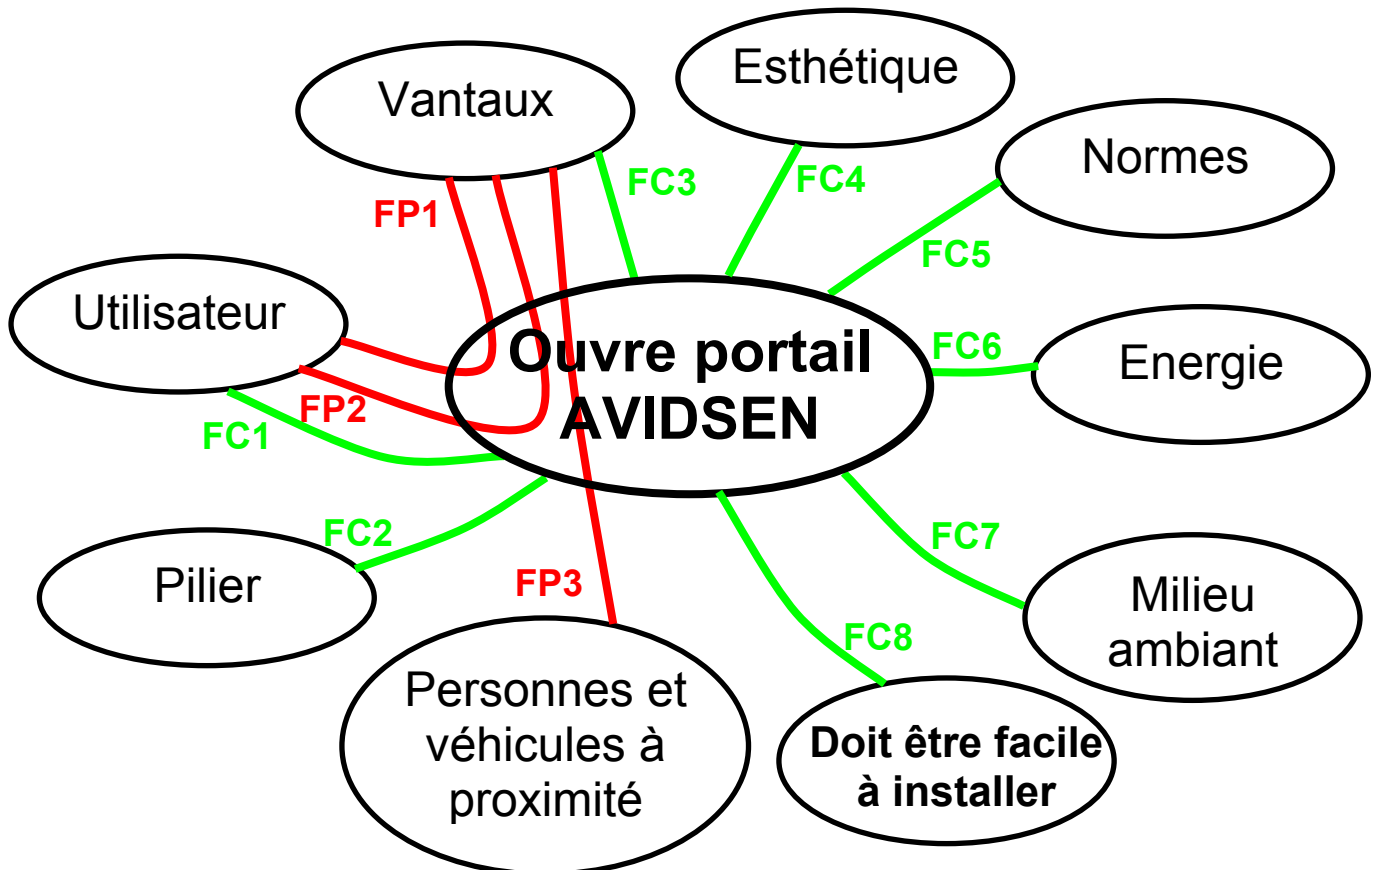 Esthétique
Vantaux
Normes
FC3
FC4
FP1
FC5
Utilisateur
Ouvre portail
AVIDSEN
FC6
Energie
FP2
FC1
FC2
FC7
Pilier
FP3
Milieu
ambiant
FC8
Personnes et
véhicules à
proximité
Doit être facile
à installer